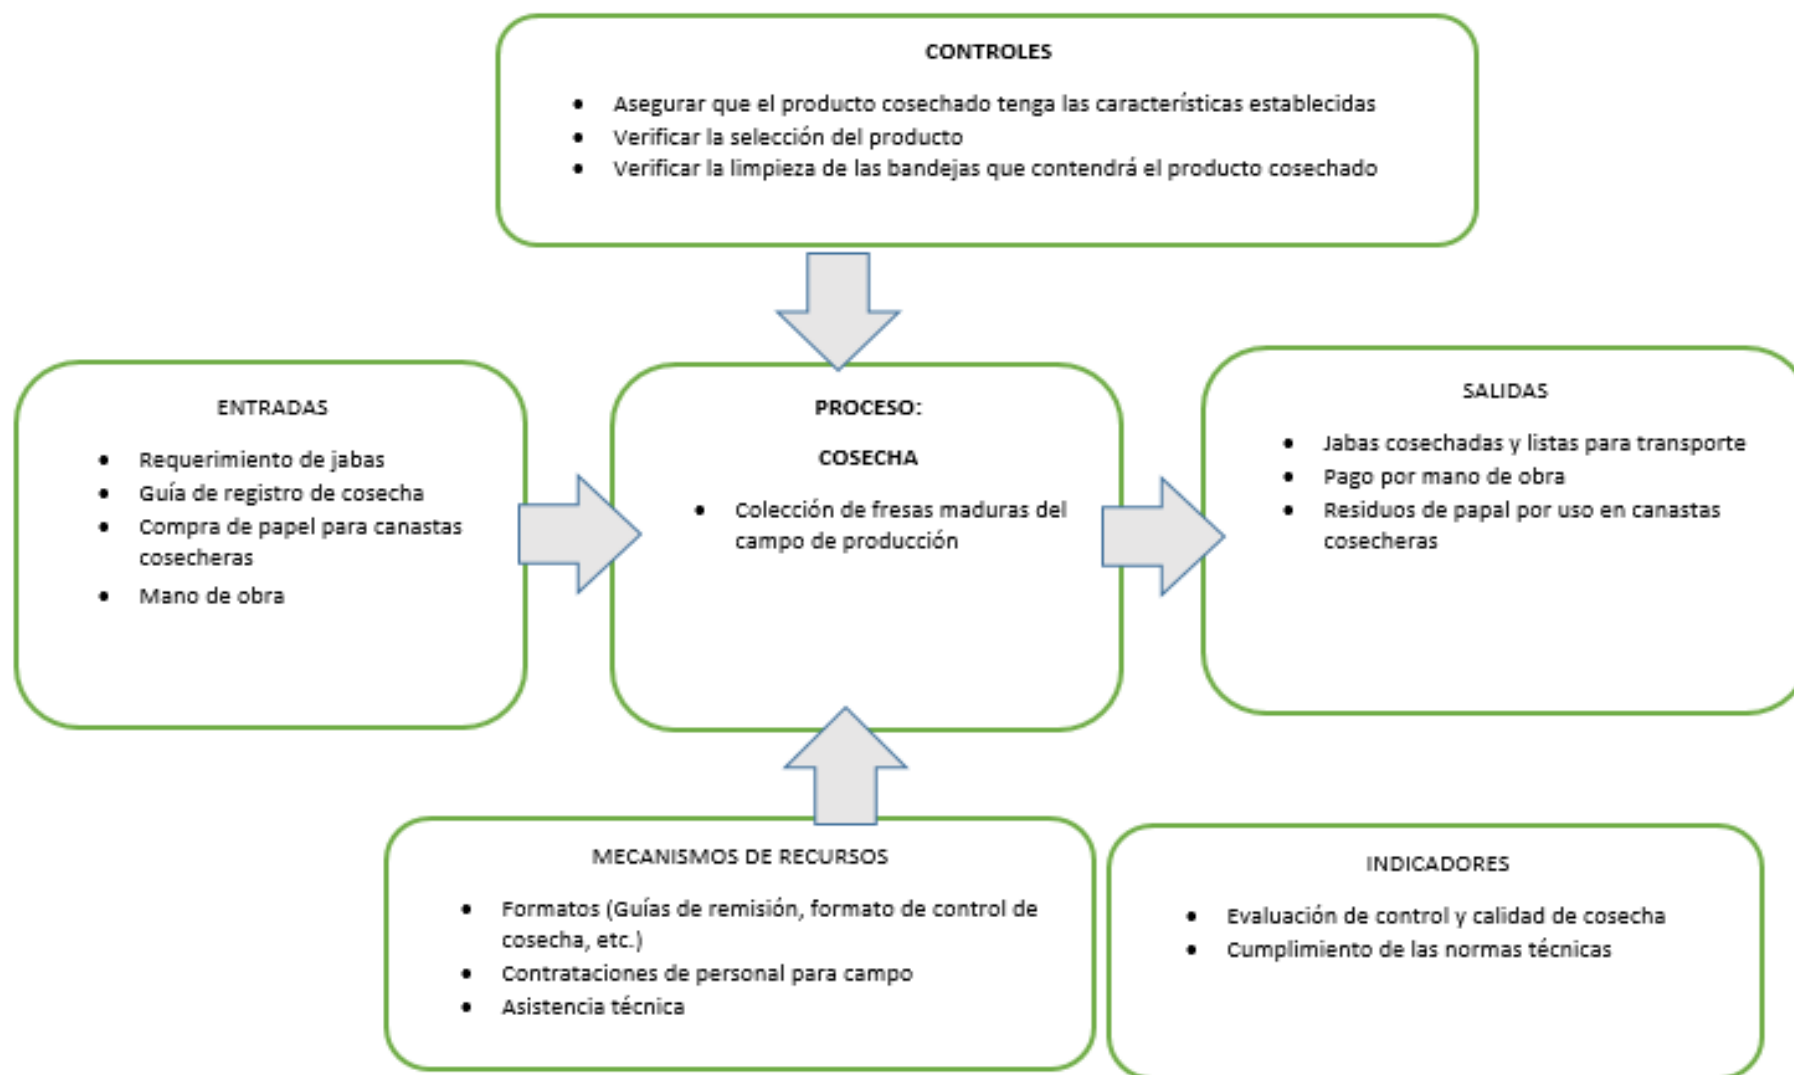 CONTROLES
• Asegurar que el producto cosechado tenga las características establecidas
• Verificar la selección del producto
• Verificar la limpieza de las bandejas que contendrá el producto cosechado
ENTRADAS
• Requerimiento de jabas
• Guía de registro de cosecha
• Compra de papel para canastas
cosecheras
• Mano de obra
PROCESO:
COSECHA
• Colección de fresas maduras del
campo de producción
SALIDAS
• Jabas cosechadas y listas para transporte
• Pago por mano de obra
• Residuos de papal por uso en canastas
cosecheras
MECANISMOS DE RECURSOS
• Formatos (Guías de remisión, formato de control de
cosecha, etc.)
• Contrataciones de personal para campo
• Asistencia técnica
INDICADORES
• Evaluación de control y calidad de cosecha
• Cumplimiento de las normas técnicas